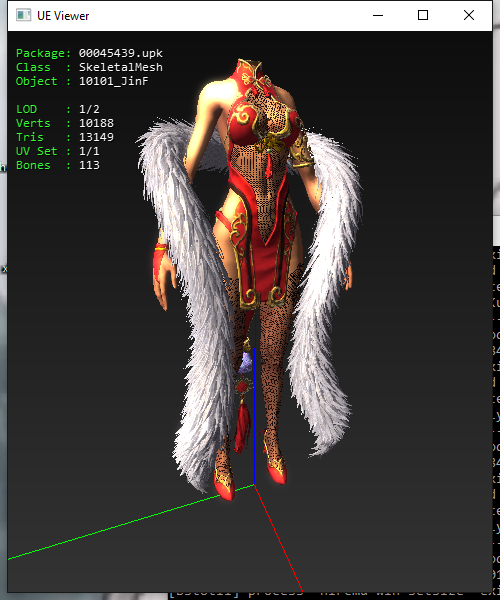 UE Viewer
Package: 00045439.upk
Class : SkeletalMesh
Object : 10101_JinF
LOD : 1/2
Verts : 10188
Tris : 13149
UV Set : 1/1
Bones : 113